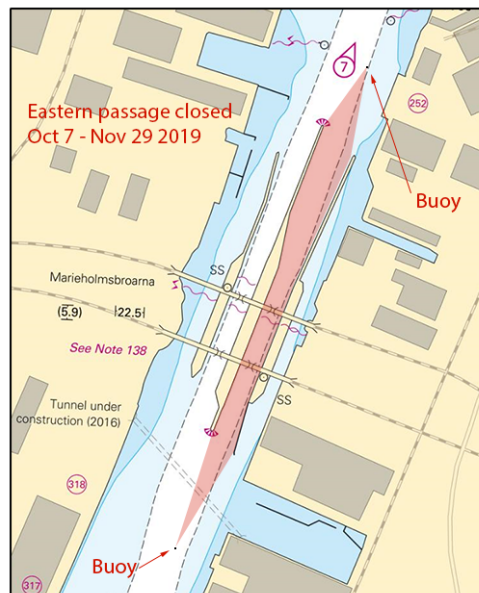 7
Eastern passage closed
Oct 7 - Nov 29 2019
252
Buoy
SS
Marieholmsbroarna
(5.9) 22.5
See Note 138
SS
Tunnel under
construction (2016)
318
Buoy
317